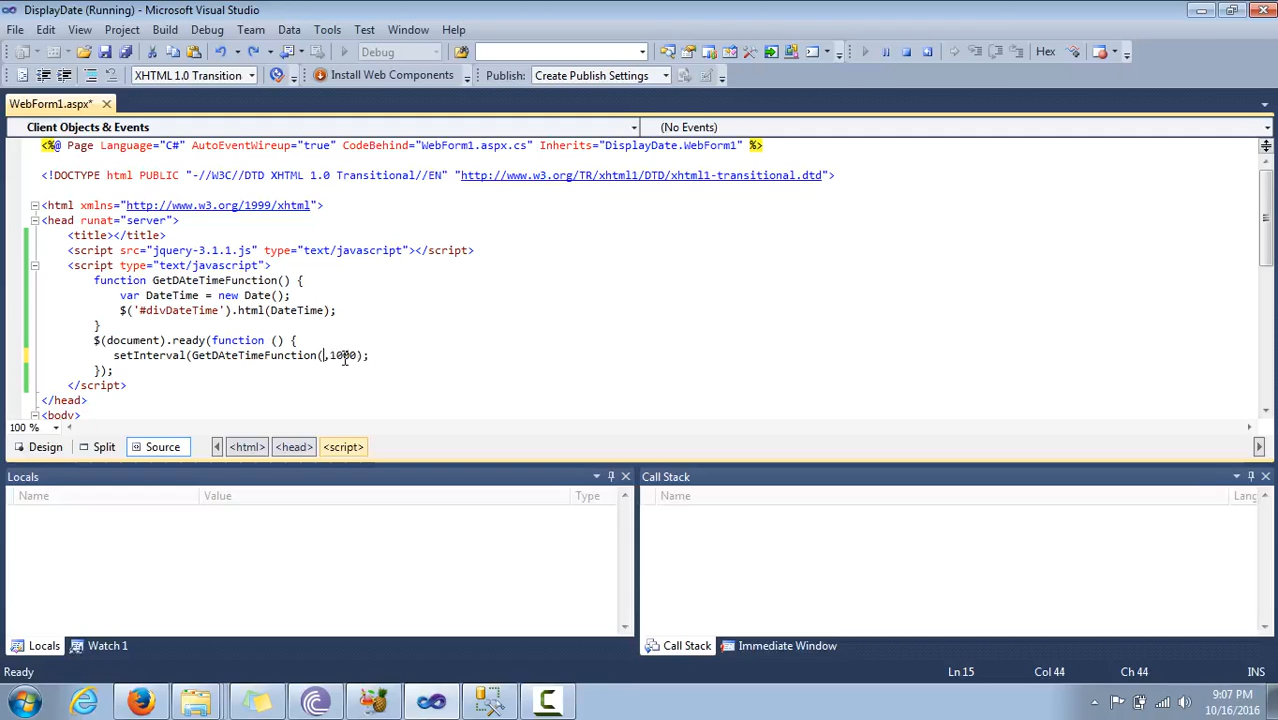 DisplayDate (Running) - Microsoft Visual Studio
File Edit View Project Build Debug Team Data Tools Test Window Help
Debug Hex
XHTML 1.0 Transition Install Web Components Publish: Create Publish Settings
WebForm1.aspx*
Client Objects & Events (No Events)
<%@ Page Language="C#" AutoEventWireup="true" CodeBehind="WebForm1.aspx.cs" Inherits="DisplayDate.WebForm1" %>
<!DOCTYPE html PUBLIC "-//W3C//DTD XHTML 1.0 Transitional//EN" "http://www.w3.org/TR/xhtml1/DTD/xhtml1-transitional.dtd">
<html xmlns="http://www.w3.org/1999/xhtml">
<head runat="server">
<title></title>
<script src="jquery-3.1.1.js" type="text/javascript"></script>
<script type="text/javascript">
function GetDAteTimeFunction() {
var DateTime = new Date();
$('#divDateTime').html(DateTime);
}
$(document).ready(function () {
setInterval(GetDAteTimeFunction(,1000);
});
</script>
</head>
<body>
100 %
Design Split Source <html> <head> <script>
Locals Call Stack
Name Value Type Name Lang
Locals Watch 1 Call Stack Immediate Window
Ready Ln 15 Col 44 Ch 44 INS
9:07 PM
10/16/2016